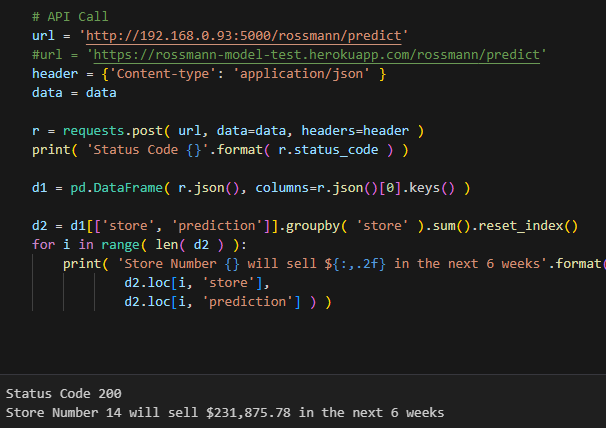 # API Call
url = 'http://192.168.0.93:5000/rossmann/predict'
#url = 'https://rossmann-model-test.herokuapp.com/rossmann/predict'
header = {'Content-type': 'application/json' }
data = data
r = requests.post( url, data=data, headers=header )
print( 'Status Code {}'.format( r.status_code ) )
d1 = pd.DataFrame( r.json(), columns=r.json()[0].keys() )
d2 = d1[['store', 'prediction']].groupby( 'store' ).sum().reset_index()
for i in range( len( d2 ) ):
print( 'Store Number {} will sell ${:,.2f} in the next 6 weeks'.format(
d2.loc[i, 'store'],
d2.loc[i, 'prediction'] ) )
Status Code 200
Store Number 14 will sell $231,875.78 in the next 6 weeks